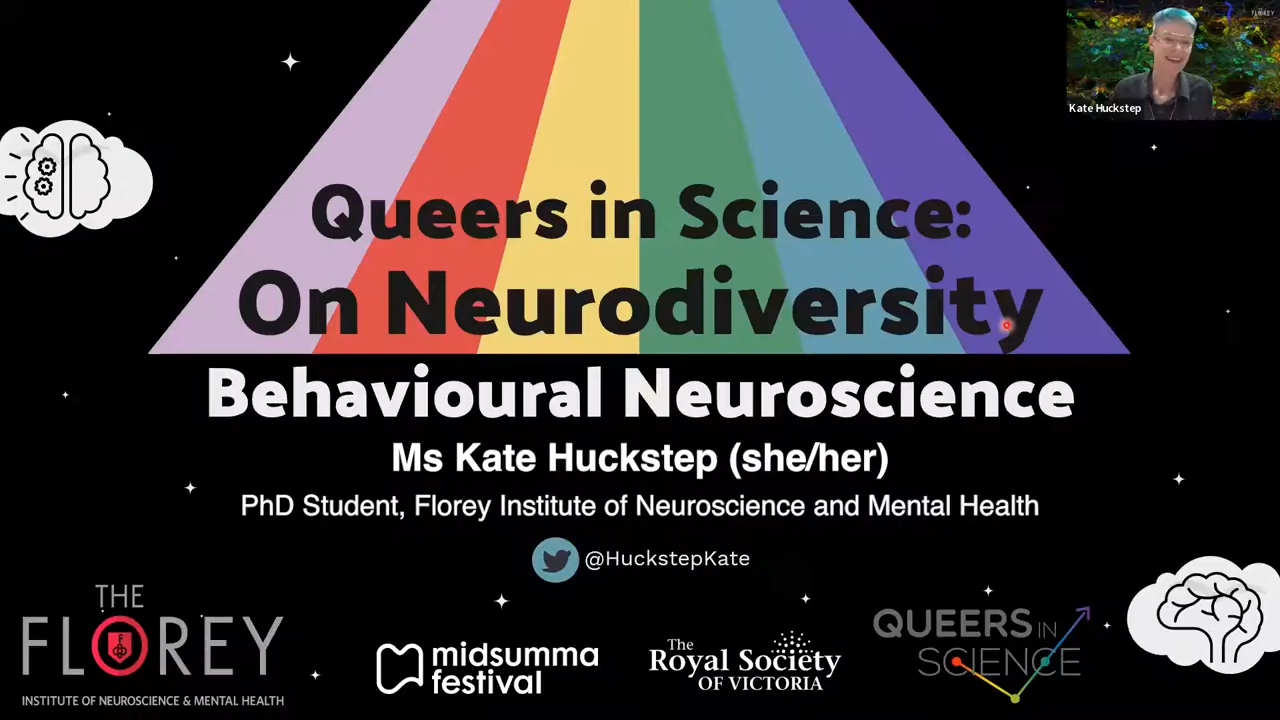 FLOREY
Kate Huckstep
Queers in Science:
On Neurodiversity
Behavioural Neuroscience
Ms Kate Huckstep (she/her)
PhD Student, Florey Institute of Neuroscience and Mental Health
@HuckstepKate
THE
FLOREY
INSTITUTE OF NEUROSCIENCE & MENTAL HEALTH
midsumma
festival
The
Royal Society
OF VICTORIA
QUEERS IN
SCIENCE